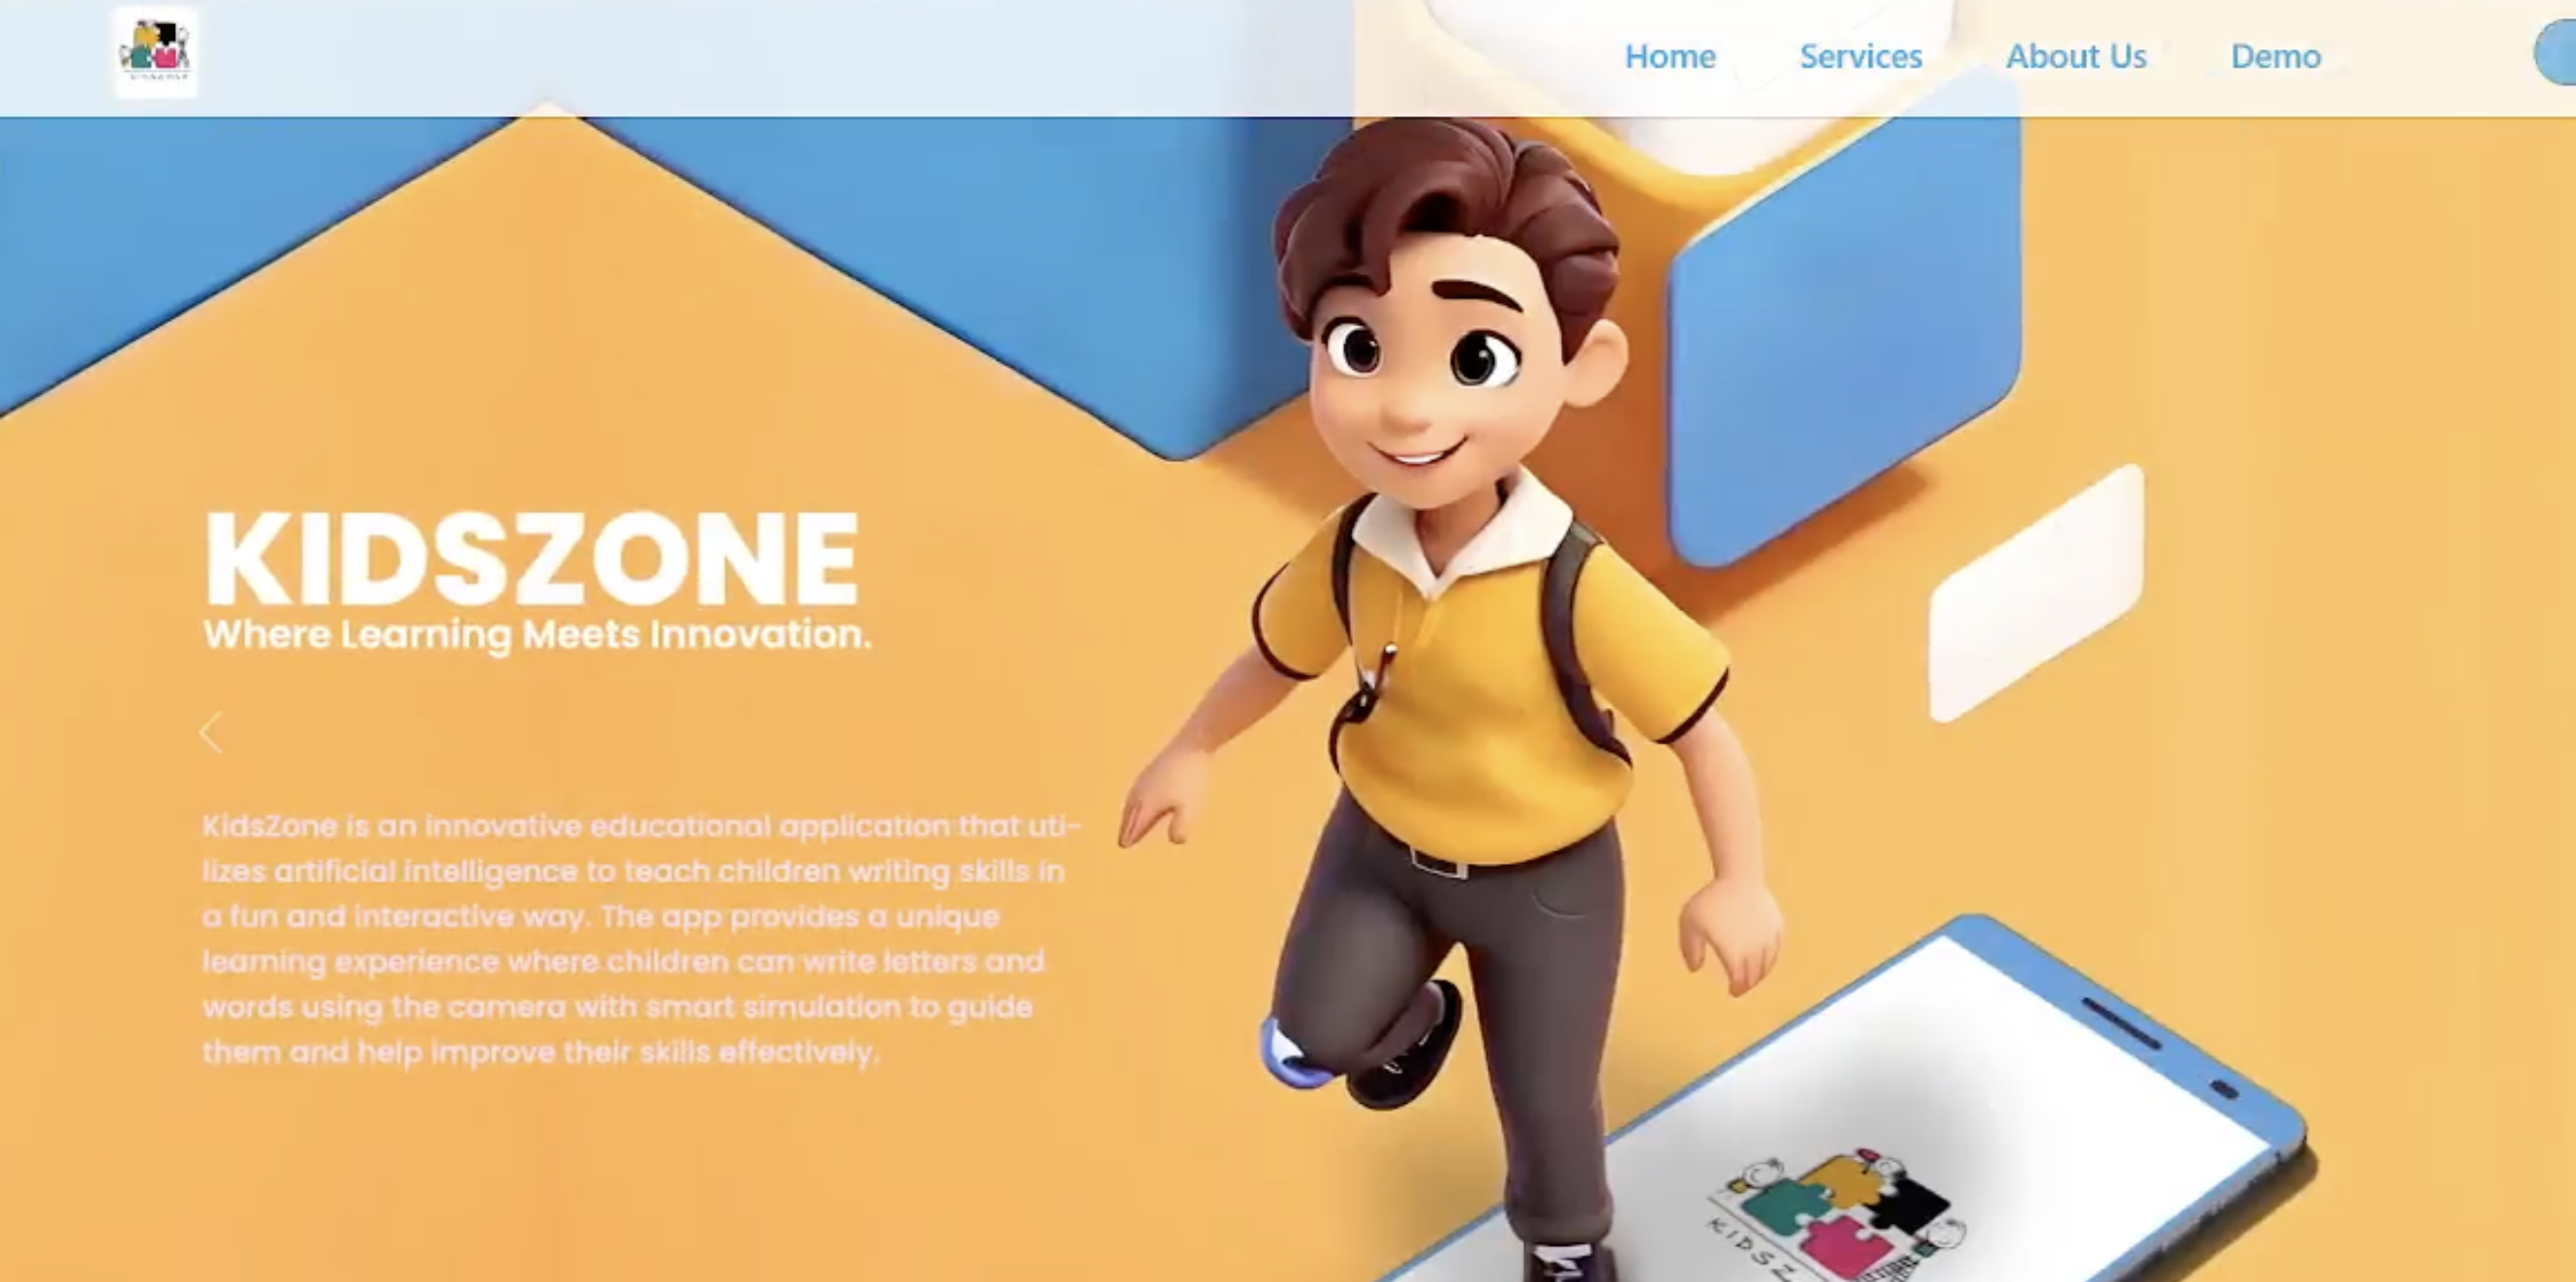 Home Services About Us Demo
KIDSZONE
Where Learning Meets Innovation.
KidsZone is an innovative educational application that uti-
lizes artificial intelligence to teach children writing skills in
a fun and interactive way. The app provides a unique
learning experience where children can write letters and
words using the camera with smart simulation to guide
them and help improve their skills effectively.
KIDSZ